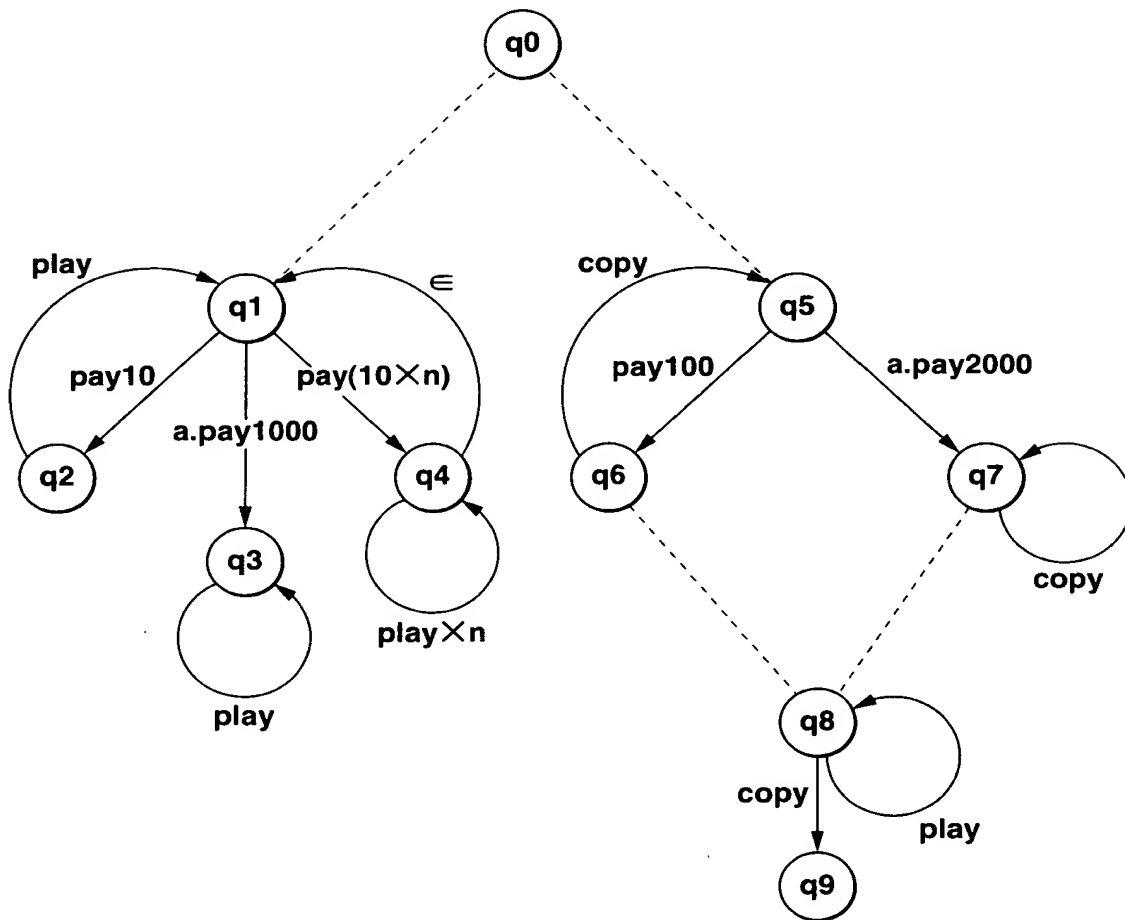 q0
play
∈
copy
q1
q5
pay10
pay(10×n)
pay100
a.pay2000
a.pay1000
q2
q4
q6
q7
q3
copy
play×n
play
q8
copy
play
q9